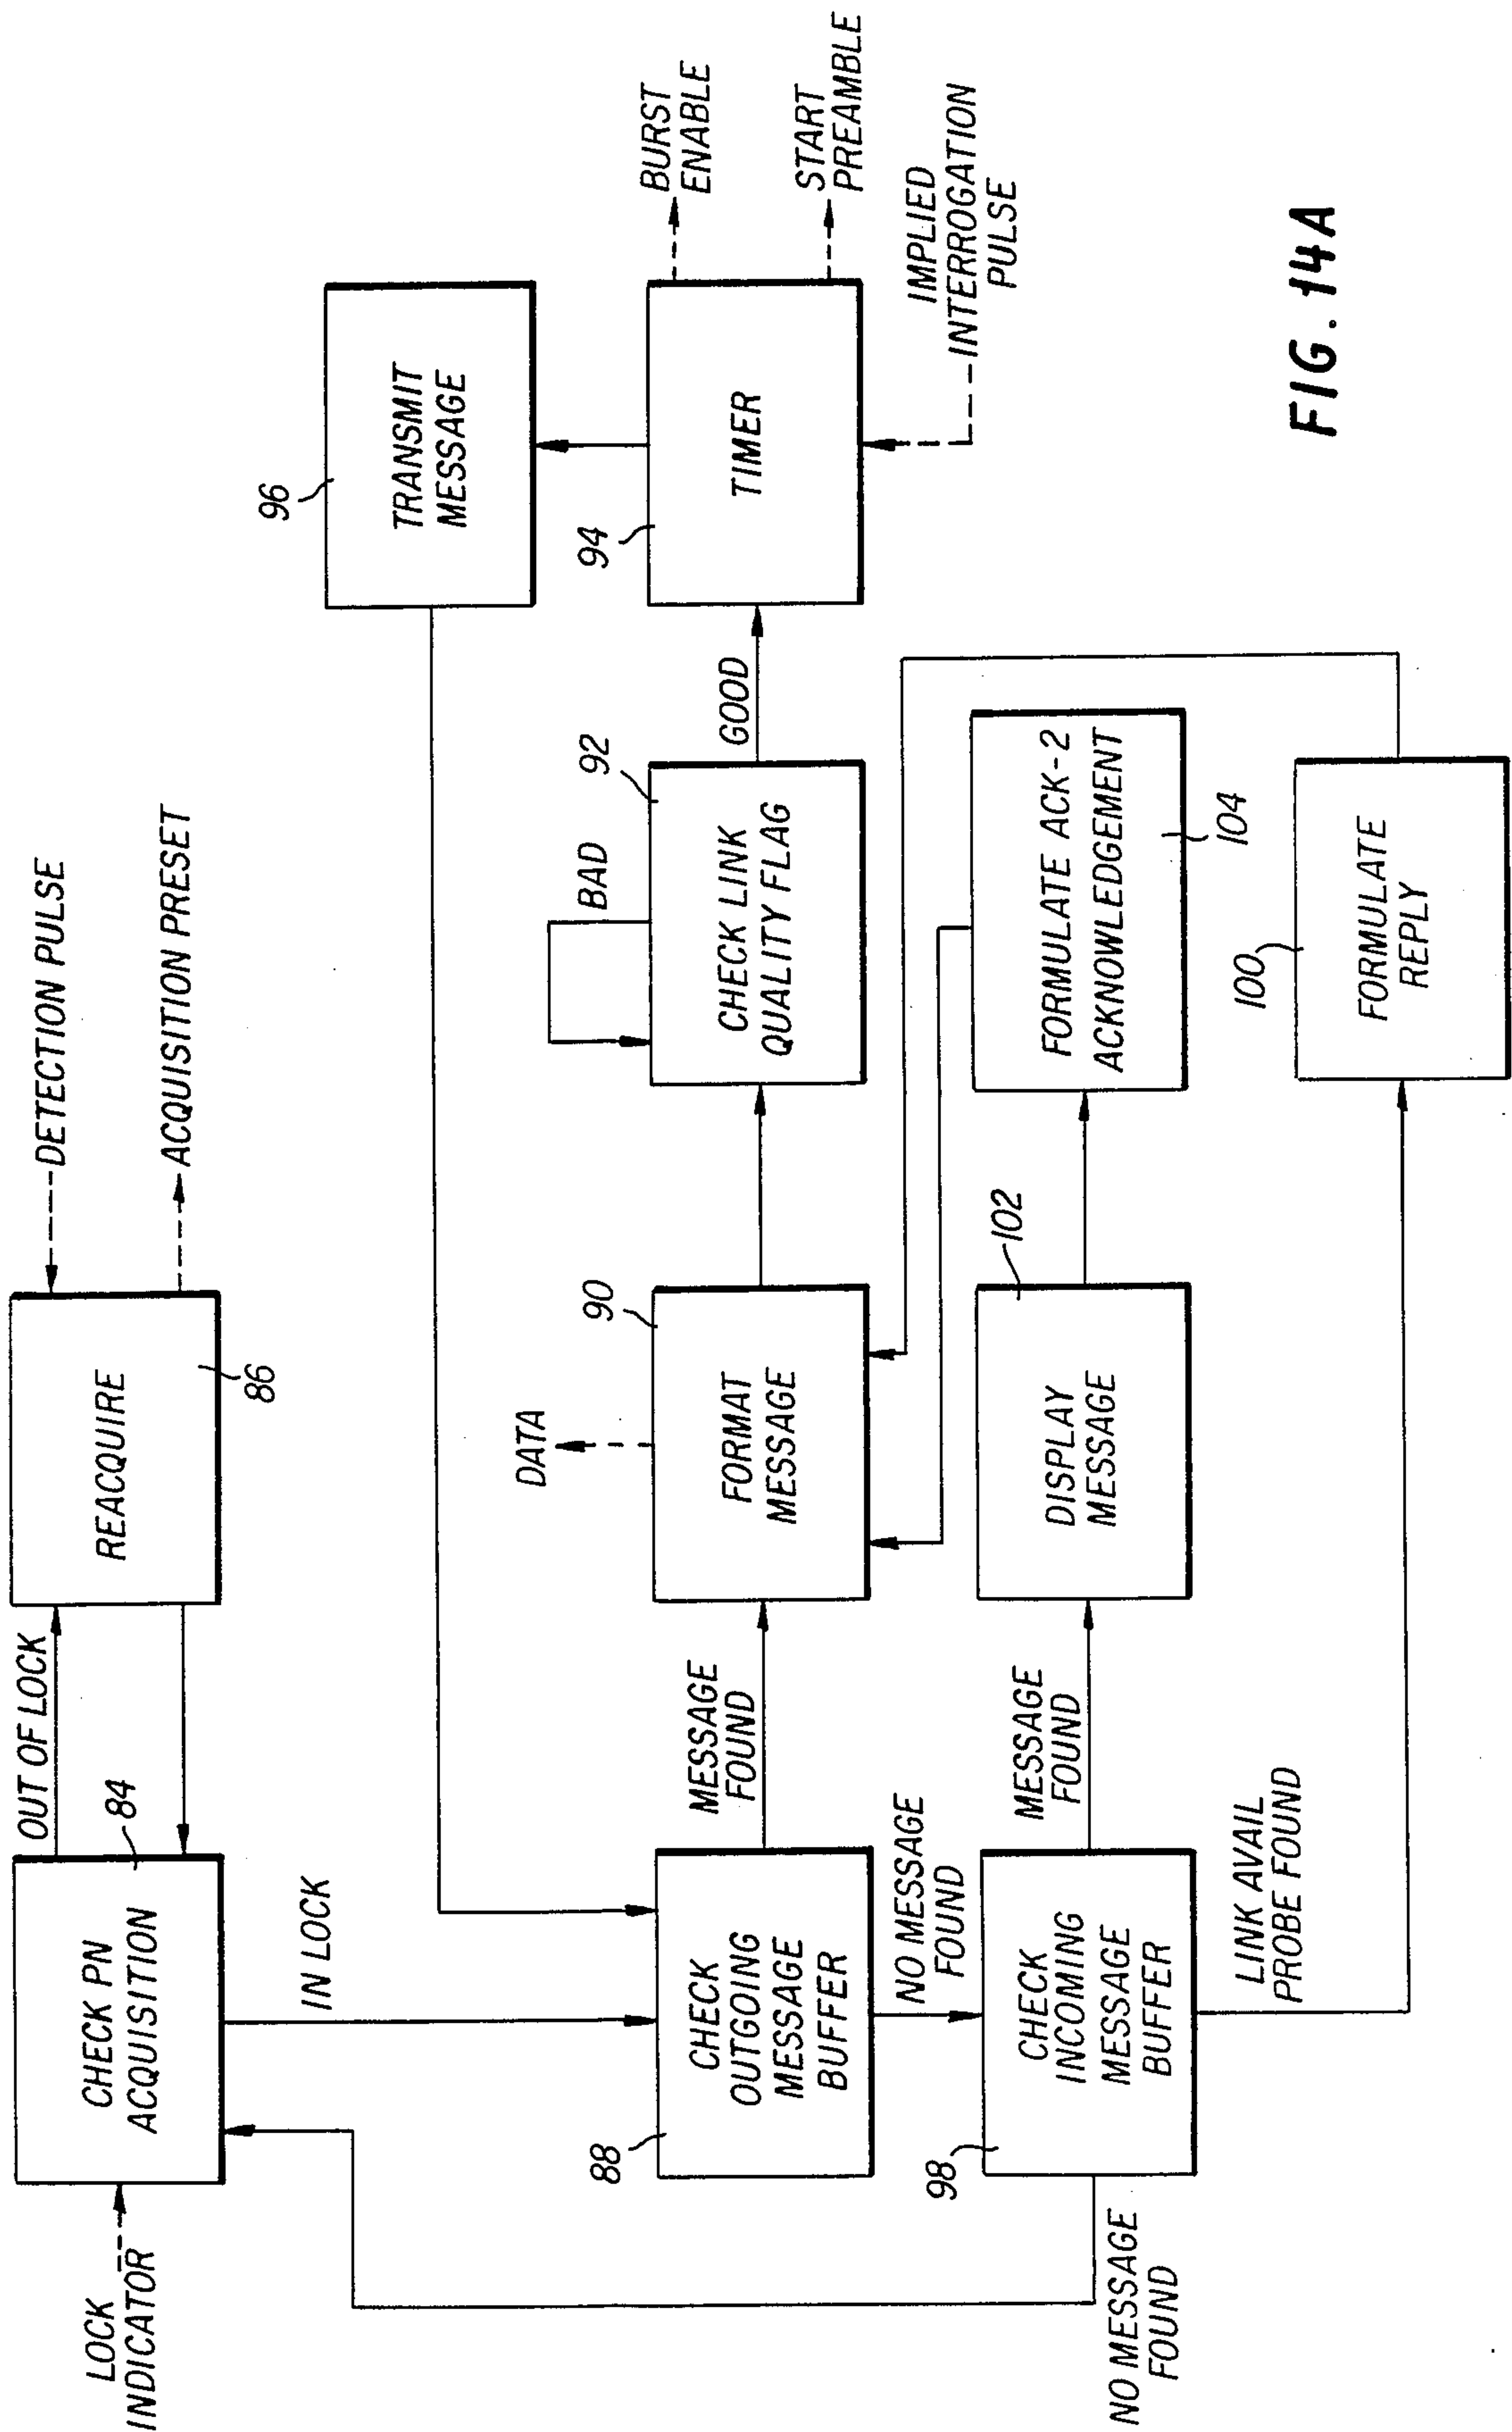 LOCK
INDICATOR
CHECK PN
ACQUISITION
84
OUT OF LOCK
REACQUIRE
86
DETECTION PULSE
ACQUISITION PRESET
IN LOCK
96
TRANSMIT
MESSAGE
88
CHECK
OUTGOING
MESSAGE
BUFFER
MESSAGE
FOUND
DATA
90
FORMAT
MESSAGE
BAD
92
CHECK LINK
QUALITY FLAG
GOOD
94
TIMER
BURST
ENABLE
START
PREAMBLE
IMPLIED
INTERROGATION
PULSE
NO MESSAGE
FOUND
98
CHECK
INCOMING
MESSAGE
BUFFER
MESSAGE
FOUND
102
DISPLAY
MESSAGE
FORMULATE ACK-2
ACKNOWLEDGEMENT
104
NO MESSAGE
FOUND
LINK AVAIL
PROBE FOUND
100
FORMULATE
REPLY
FIG. 14A